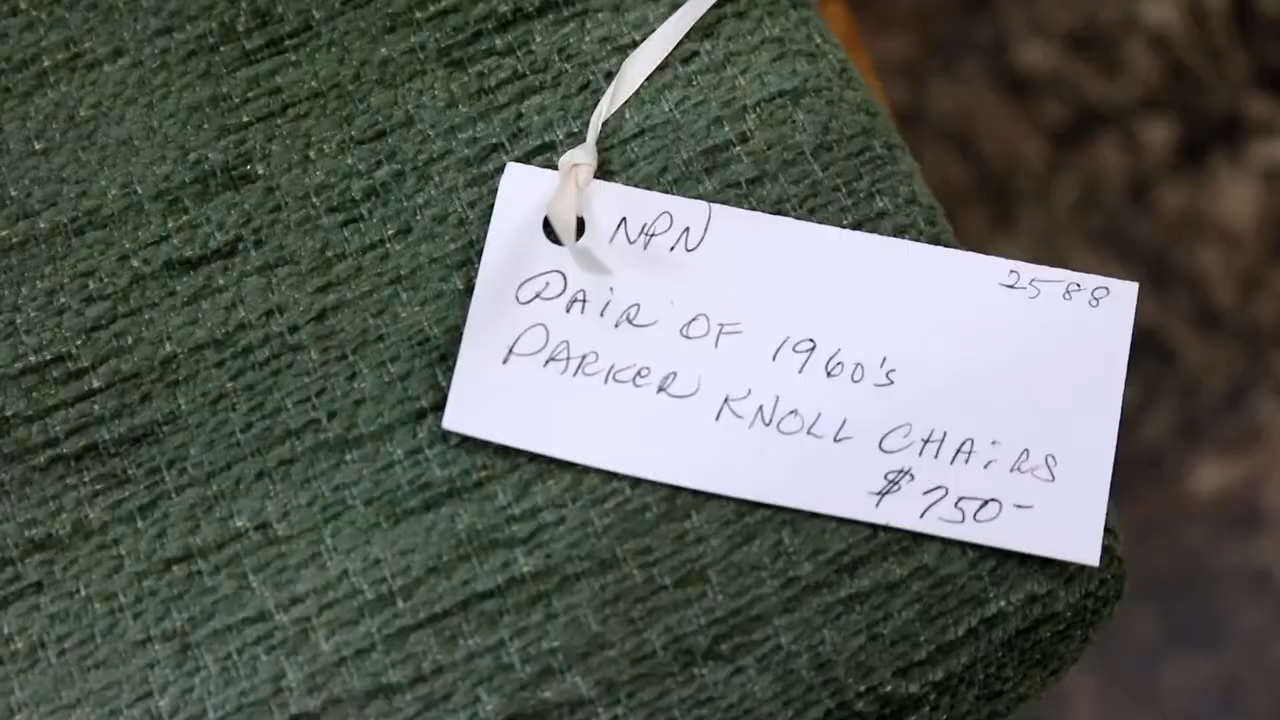 NPN
2588
PAiR OF 1960's
PARKER KNOLL CHAiRS
$750-